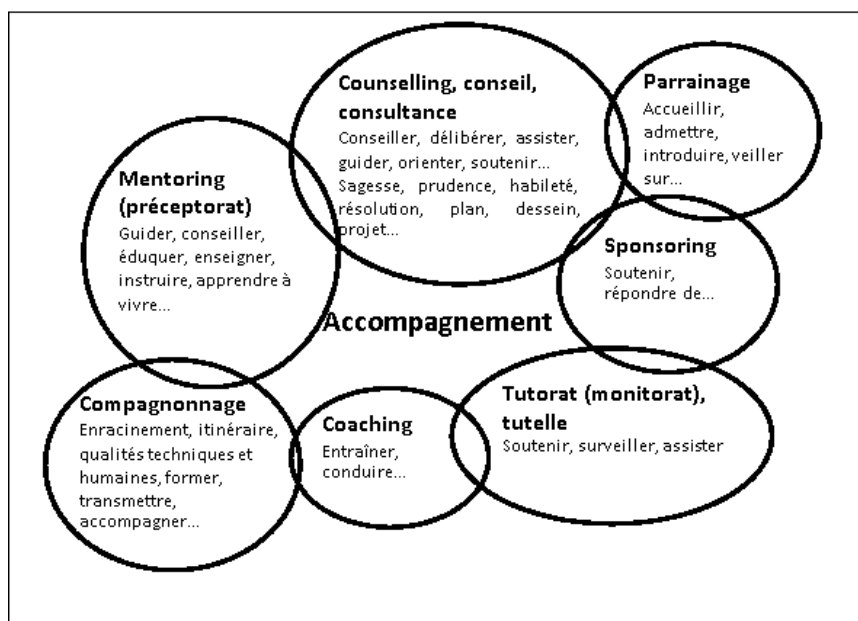 Counselling, conseil,
consultance
Conseiller, délibérer, assister,
guider, orienter, soutenir...
Sagesse, prudence, habileté,
résolution, plan, dessein,
projet...
Parrainage
Accueillir,
admettre,
introduire, veiller
sur...
Mentoring
(préceptorat)
Guider, conseiller,
éduquer, enseigner,
instruire, apprendre à
vivre...
Sponsoring
Soutenir,
répondre de...
Accompagnement
Compagnonnage
Enracinement, itinéraire,
qualités techniques et
humaines, former,
transmettre,
accompagner...
Coaching
Entraîner,
conduire...
Tutorat (monitorat),
tutelle
Soutenir, surveiller, assister